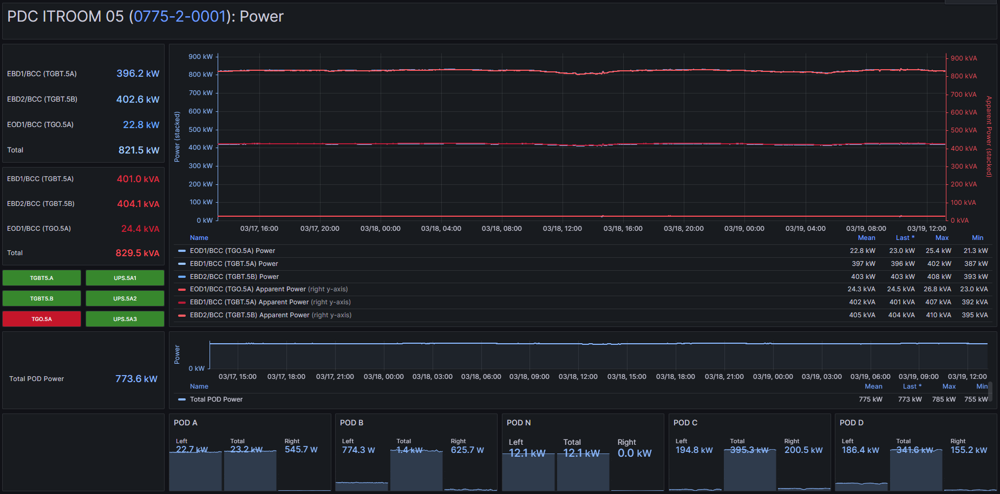 PDC ITROOM 05 (0775-2-0001): Power
EBD1/BCC (TGBT.5A) 396.2 kW
EBD2/BCC (TGBT.5B) 402.6 kW
EOD1/BCC (TGO.5A) 22.8 kW
Total 821.5 kW
EBD1/BCC (TGBT.5A) 401.0 kVA
EBD2/BCC (TGBT.5B) 404.1 kVA
EOD1/BCC (TGO.5A) 24.4 kVA
Total 829.5 kVA
TGBT5.A UPS.5A1
TGBT5.B UPS.5A2
TGO.5A UPS.5A3
Power (stacked)
900 kW
800 kW
700 kW
600 kW
500 kW
400 kW
300 kW
200 kW
100 kW
0 kW
900 kVA
800 kVA
700 kVA
600 kVA
500 kVA
400 kVA
300 kVA
200 kVA
100 kVA
0 kVA
Apparent Power (stacked)
03/17, 16:00 03/17, 20:00 03/18, 00:00 03/18, 04:00 03/18, 08:00 03/18, 12:00 03/18, 16:00 03/18, 20:00 03/19, 00:00 03/19, 04:00 03/19, 08:00 03/19, 12:00
Name Mean Last * Max Min
EOD1/BCC (TGO.5A) Power 22.8 kW 23.0 kW 25.4 kW 21.3 kW
EBD1/BCC (TGBT.5A) Power 397 kW 396 kW 402 kW 387 kW
EBD2/BCC (TGBT.5B) Power 403 kW 403 kW 408 kW 393 kW
EOD1/BCC (TGO.5A) Apparent Power (right y-axis) 24.3 kVA 24.5 kVA 26.8 kVA 23.0 kVA
EBD1/BCC (TGBT.5A) Apparent Power (right y-axis) 402 kVA 401 kVA 407 kVA 392 kVA
EBD2/BCC (TGBT.5B) Apparent Power (right y-axis) 405 kVA 404 kVA 410 kVA 395 kVA
Total POD Power 773.6 kW
Power
0 kW
03/17, 15:00 03/17, 18:00 03/17, 21:00 03/18, 00:00 03/18, 03:00 03/18, 06:00 03/18, 09:00 03/18, 12:00 03/18, 15:00 03/18, 18:00 03/18, 21:00 03/19, 00:00 03/19, 03:00 03/19, 06:00 03/19, 09:00 03/19, 12:00
Name Mean Last * Max Min
Total POD Power 775 kW 773 kW 785 kW 755 kW
POD A
Left Total Right
22.7 kW 23.2 kW 545.7 W
POD B
Left Total Right
774.3 W 1.4 kW 625.7 W
POD N
Left Total Right
12.1 kW 12.1 kW 0.0 kW
POD C
Left Total Right
194.8 kW 395.3 kW 200.5 kW
POD D
Left Total Right
186.4 kW 341.6 kW 155.2 kW